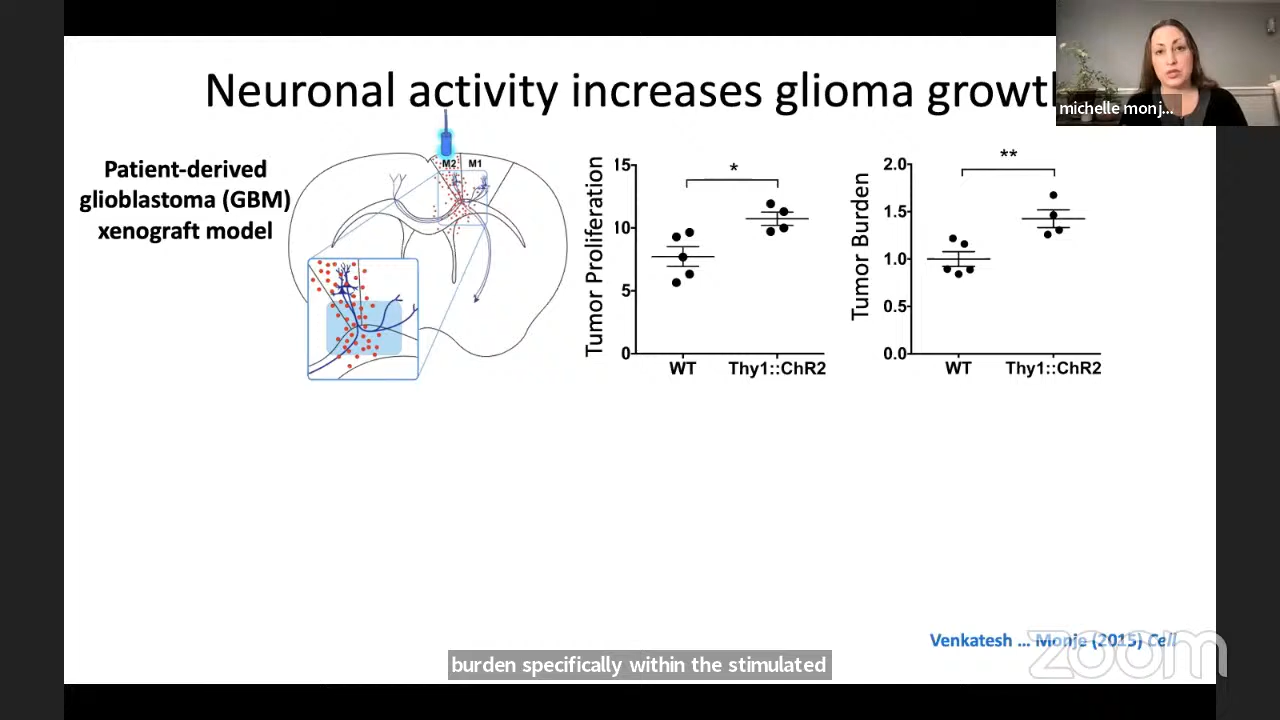 Neuronal activity increases glioma growt
michelle monj...
Patient-derived
glioblastoma (GBM)
xenograft model
M2 M1
Tumor Proliferation
15
10
5
0
*
WT Thy1::ChR2
Tumor Burden
2.0
1.5
1.0
0.5
0.0
**
WT Thy1::ChR2
Venkatesh ... Monje (2015) Cell
zoom
burden specifically within the stimulated